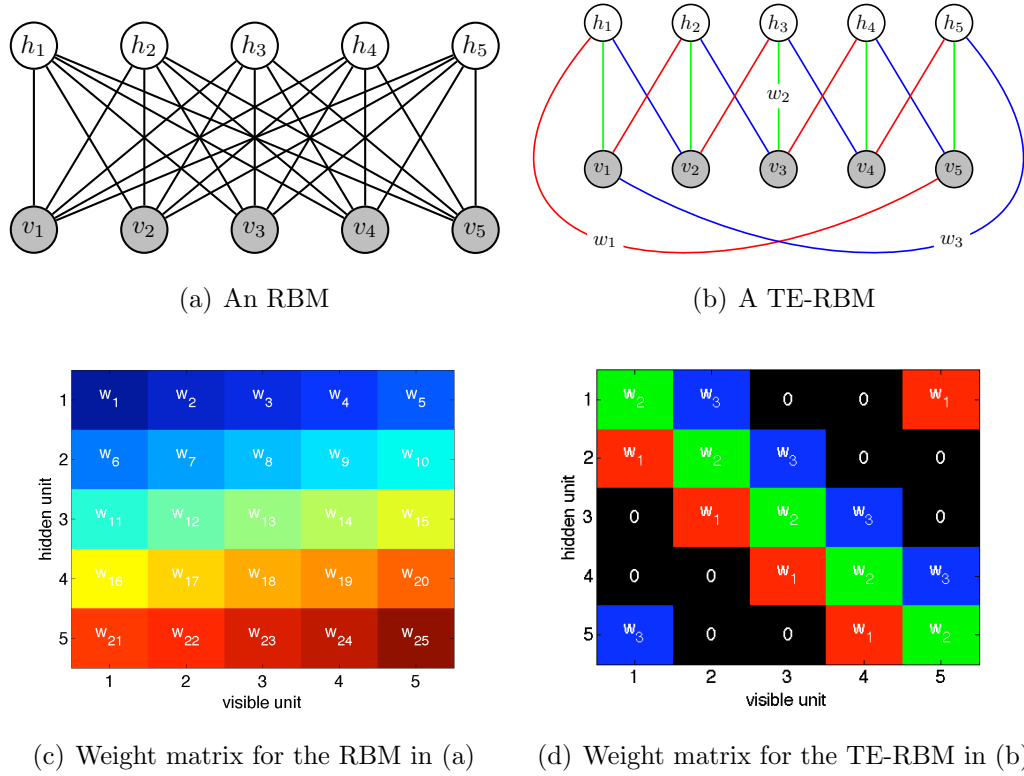 h1 h2 h3 h4 h5
v1 v2 v3 v4 v5
(a) An RBM
h1 h2 h3 h4 h5
w2
v1 v2 v3 v4 v5
w1 w3
(b) A TE-RBM
hidden unit
1 w1 w2 w3 w4 w5
2 w6 w7 w8 w9 w10
3 w11 w12 w13 w14 w15
4 w16 w17 w18 w19 w20
5 w21 w22 w23 w24 w25
1 2 3 4 5
visible unit
(c) Weight matrix for the RBM in (a)
hidden unit
1 w2 w3 0 0 w1
2 w1 w2 w3 0 0
3 0 w1 w2 w3 0
4 0 0 w1 w2 w3
5 w3 0 0 w1 w2
1 2 3 4 5
visible unit
(d) Weight matrix for the TE-RBM in (b)